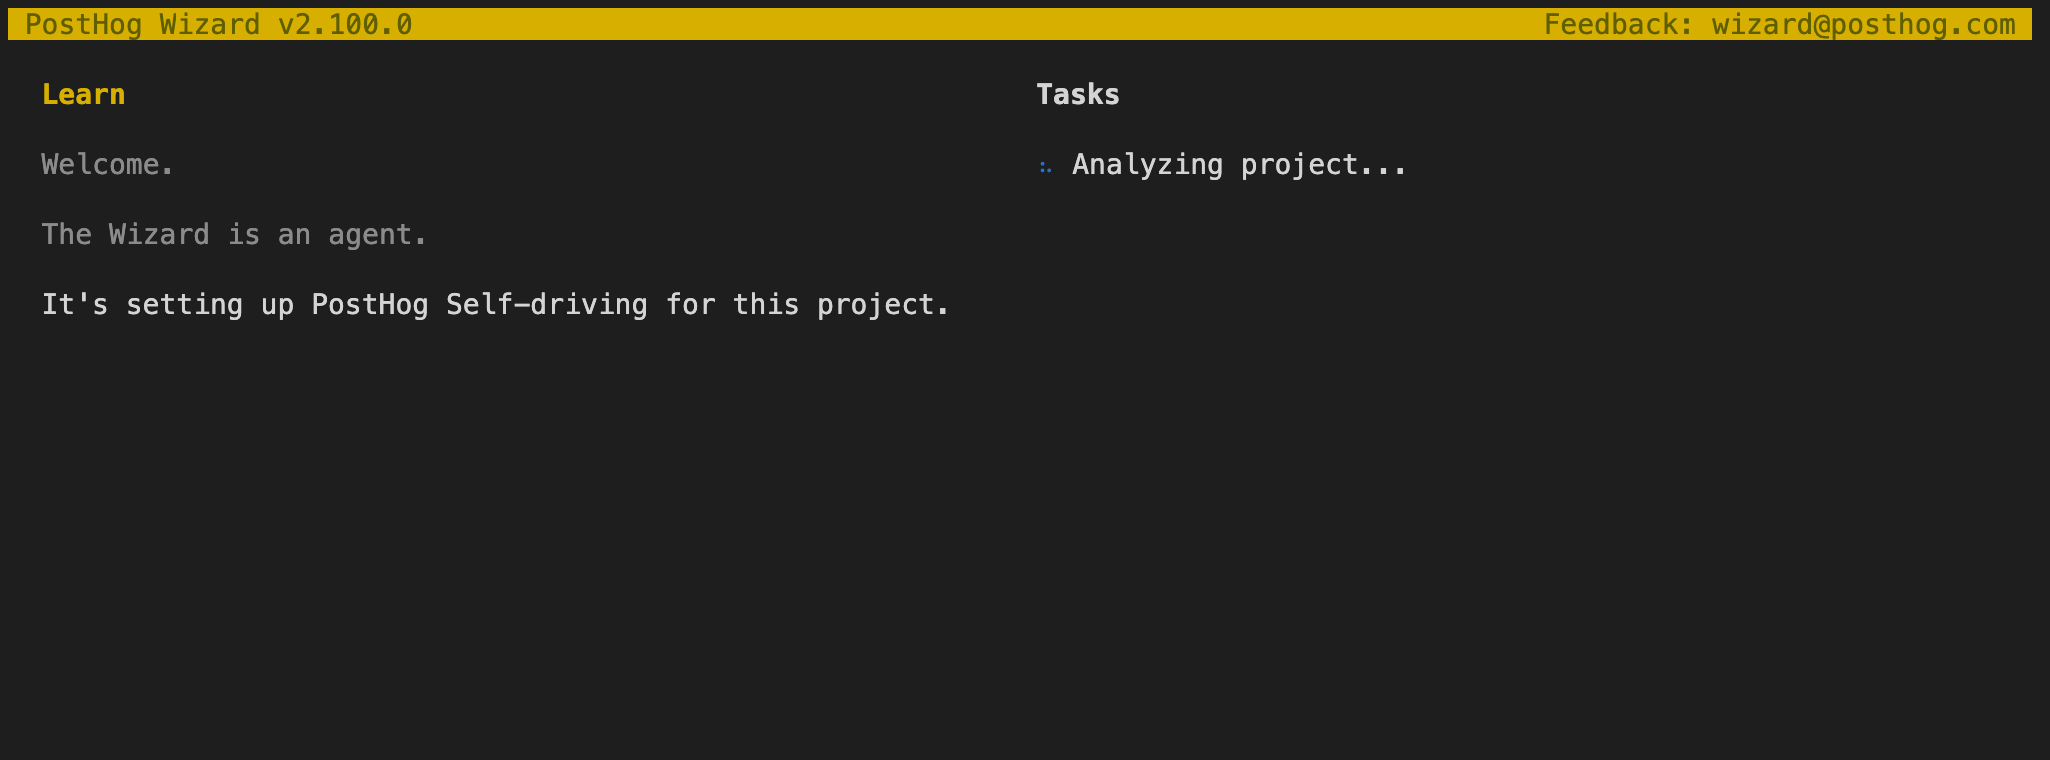 PostHog Wizard v2.100.0 Feedback: wizard@posthog.com
Learn
Welcome.
The Wizard is an agent.
It's setting up PostHog Self-driving for this project.
Tasks
Analyzing project...